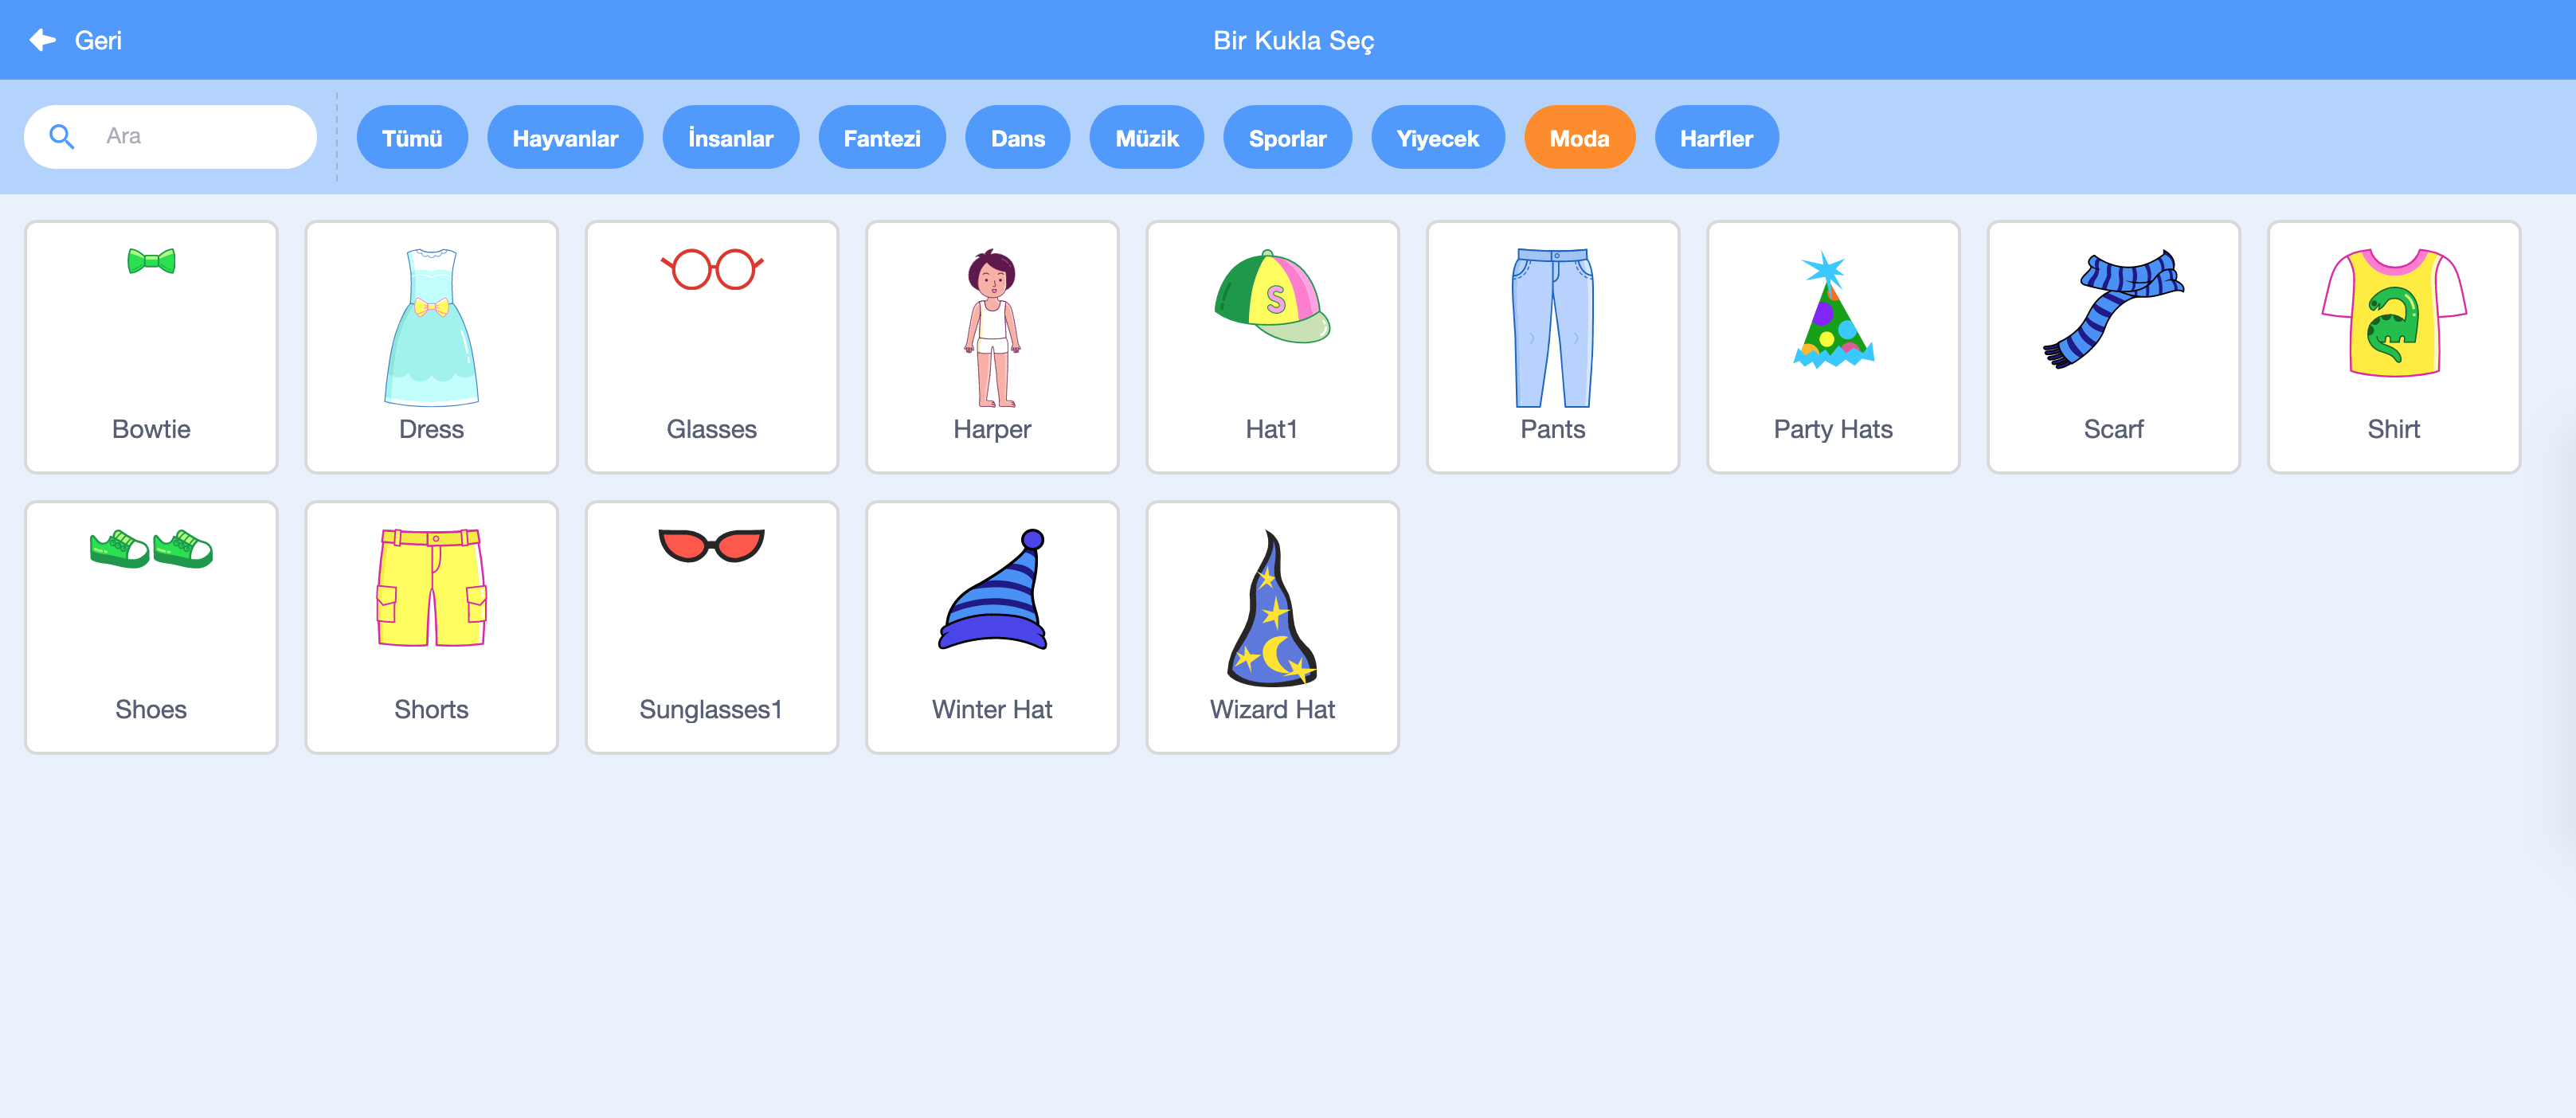 Geri
Bir Kukla Seç
Ara
Tümü
Hayvanlar
İnsanlar
Fantezi
Dans
Müzik
Sporlar
Yiyecek
Moda
Harfler
S
Bowtie
Dress
Glasses
Harper
Hat1
Pants
Party Hats
Scarf
Shirt
Shoes
Shorts
Sunglasses1
Winter Hat
Wizard Hat